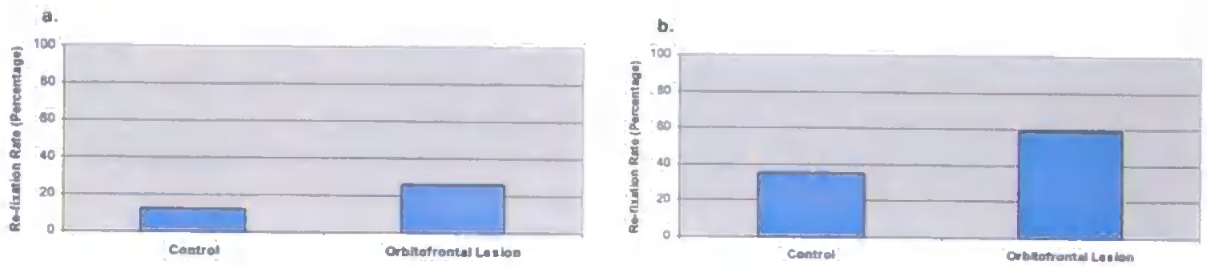 a.
Re-fixation Rate (Percentage)
100
80
60
40
20
0
Control
Orbitofrontal Lesion
b.
Re-fixation Rate (Percentage)
100
80
60
40
20
0
Control
Orbitofrontal Lesion